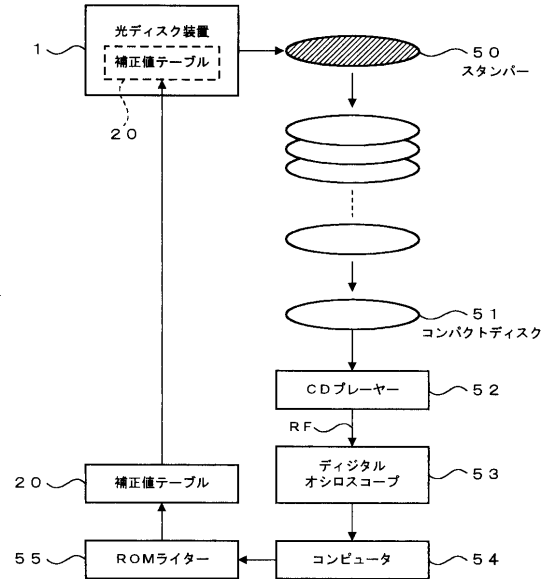 光ディスク装置
1
補正値テーブル
20
50
スタンパー
51
コンパクトディスク
CDプレーヤー
52
RF
ディジタル
オシロスコープ
53
20
補正値テーブル
55
ROMライター
コンピュータ
54